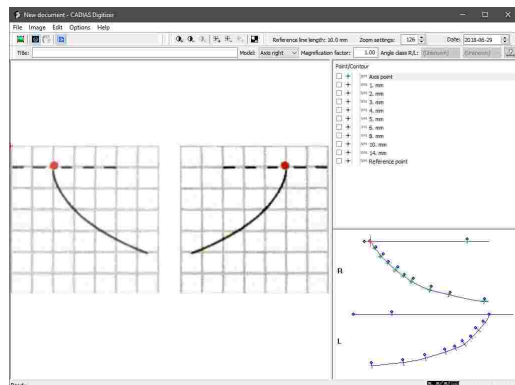 New document - CADIAS Digitizer
File Image Edit Options Help
Reference line length: 10.0 mm Zoom settings: 126 Date: 2018-06-29
Title: Model: Axis right Magnification factor: 1.00 Angle class R/L: (Unknown) (Unknown)
Point/Contour
Axis point
1. mm
2. mm
3. mm
4. mm
5. mm
6. mm
8. mm
10. mm
14. mm
Reference point
R
L